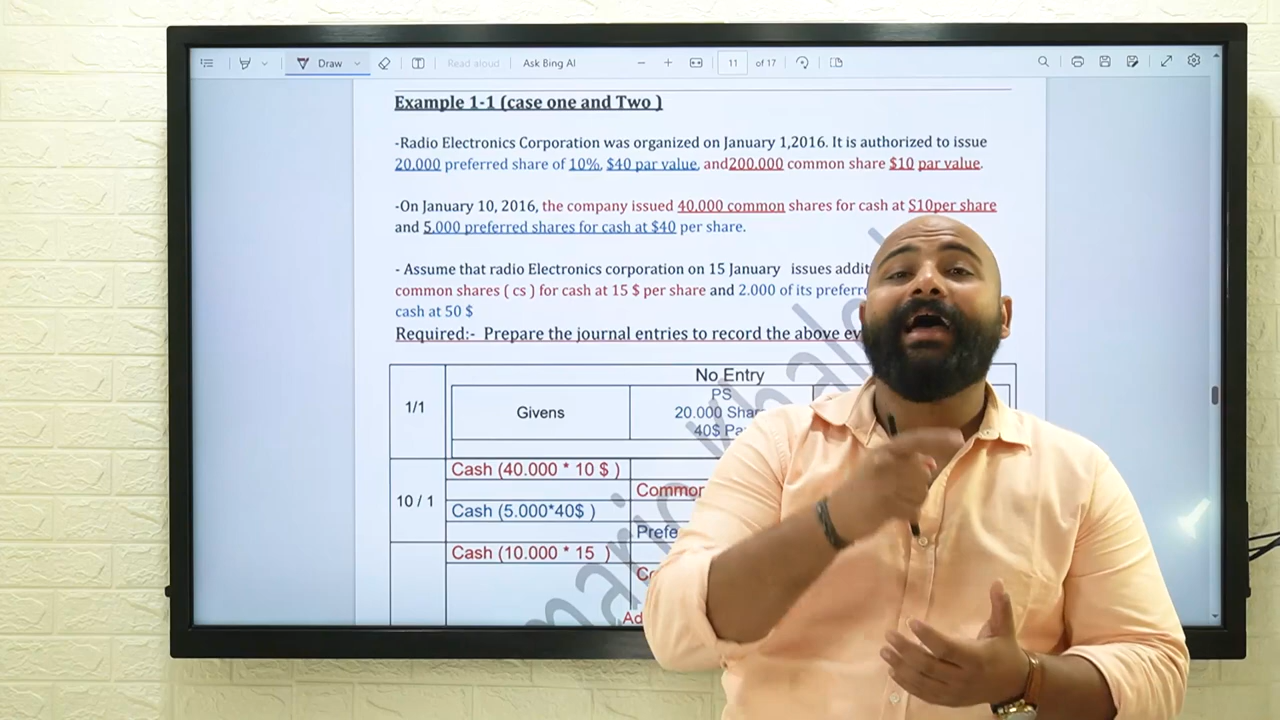 Draw
Read aloud
Ask Bing AI
11
of 17
Example 1-1 (case one and Two )
-Radio Electronics Corporation was organized on January 1,2016. It is authorized to issue
20.000 preferred share of 10%, $40 par value, and200.000 common share $10 par value.
-On January 10, 2016, the company issued 40.000 common shares for cash at $10per share
and 5.000 preferred shares for cash at $40 per share.
- Assume that radio Electronics corporation on 15 January issues addit
common shares ( cs ) for cash at 15 $ per share and 2.000 of its preferre
cash at 50 $
Required:- Prepare the journal entries to record the above ev
No Entry
1/1
Givens
PS
20.000 Shar
40$ Pa
Cash (40.000 * 10 $ )
Common
10 / 1
Cash (5.000*40$ )
Prefe
Cash (10.000 * 15 )
Co
Ad
mario khale